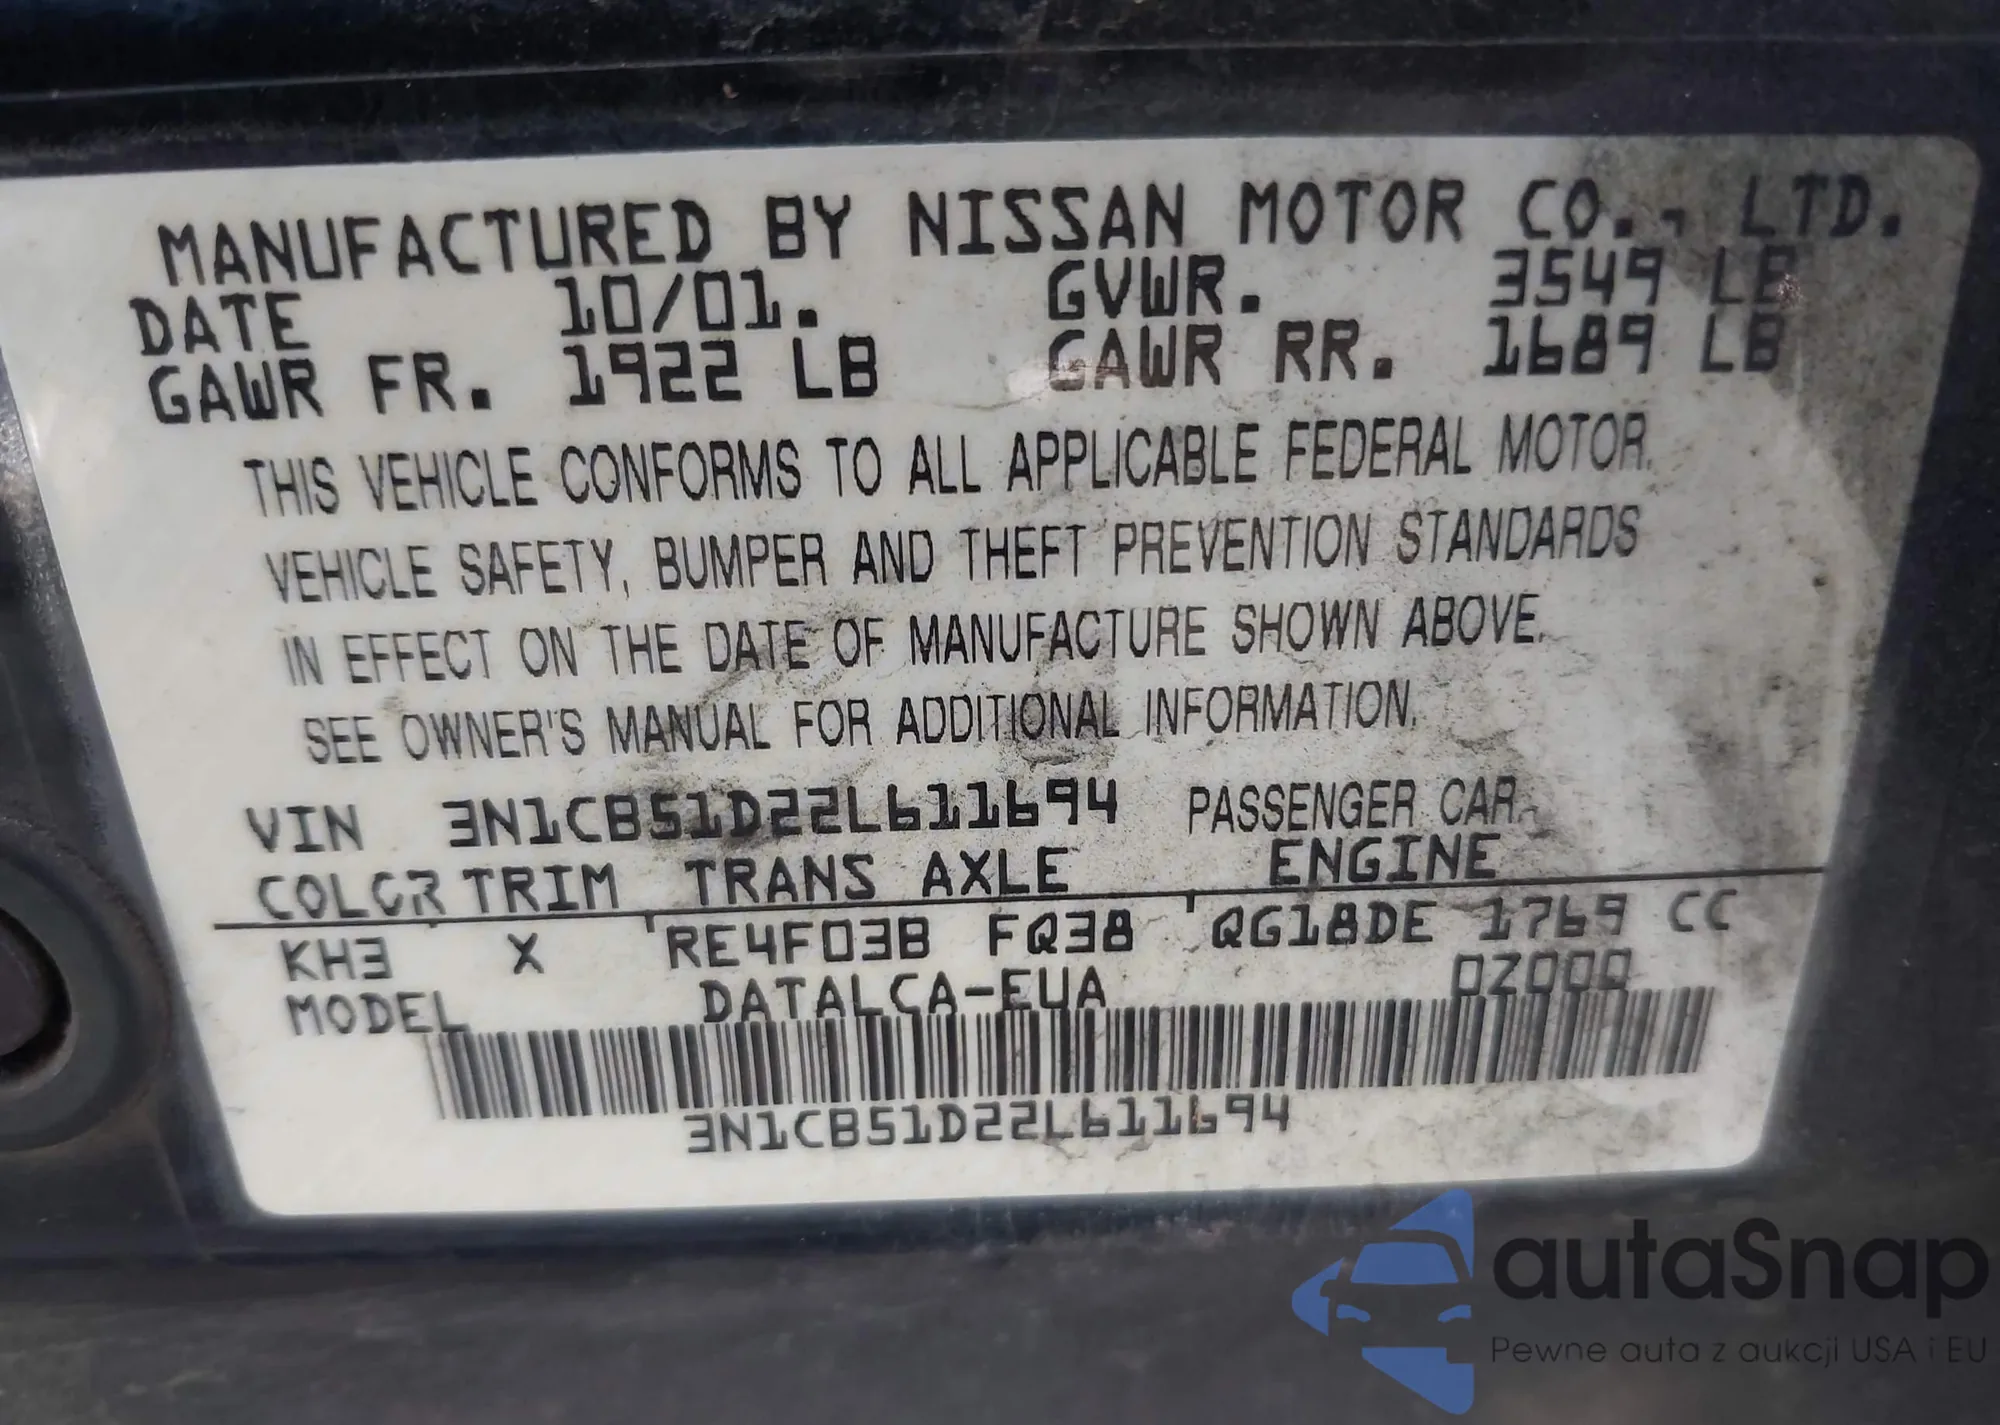 MANUFACTURED BY NISSAN MOTOR CO., LTD.
DATE 10/01. GVWR. 3549 LB
GAWR FR. 1922 LB GAWR RR. 1689 LB
THIS VEHICLE CONFORMS TO ALL APPLICABLE FEDERAL MOTOR
VEHICLE SAFETY, BUMPER AND THEFT PREVENTION STANDARDS
IN EFFECT ON THE DATE OF MANUFACTURE SHOWN ABOVE.
SEE OWNER'S MANUAL FOR ADDITIONAL INFORMATION.
VIN 3N1CB51D22L611694 PASSENGER CAR
COLOR TRIM TRANS AXLE ENGINE
KH3 X RE4F03B FQ38 QG18DE 1769 CC
MODEL DATALCA-EUA 0Z000
3N1CB51D22L611694
autaSnap
Pewne auta z aukcji USA i EU